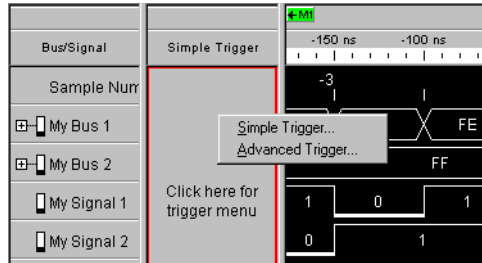 M1
Bus/Signal
Simple Trigger
-150 ns
-100 ns
Sample Num
-3
My Bus 1
FE
Simple Trigger...
Advanced Trigger...
My Bus 2
FF
My Signal 1
Click here for
trigger menu
1
0
1
My Signal 2
0
1